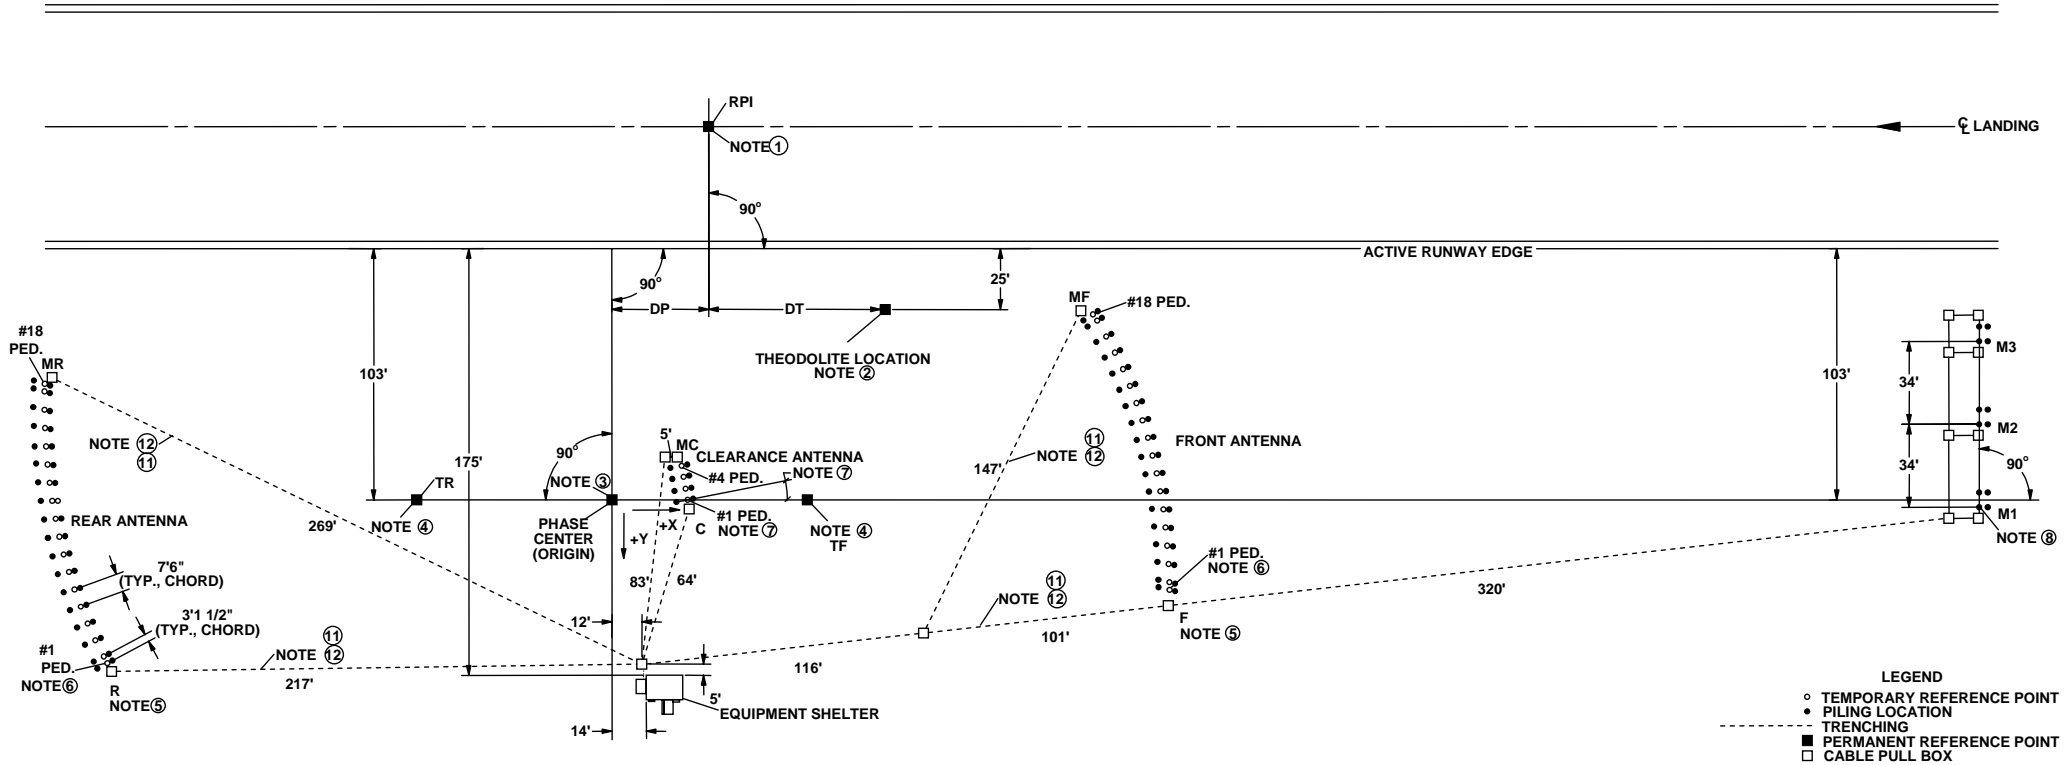 RPI
℄ LANDING
NOTE ①
90°
ACTIVE RUNWAY EDGE
90°
25'
DP
DT
MF
#18 PED.
THEODOLITE LOCATION
NOTE ②
#18
PED.
MR
103'
103'
M3
34'
NOTE ⑫
⑪
175'
90°
5'
MC
CLEARANCE ANTENNA
NOTE ⑦
#4 PED.
NOTE ③
⑪
NOTE ⑫
147'
FRONT ANTENNA
M2
34'
90°
TR
NOTE ④
REAR ANTENNA
269'
PHASE
CENTER
(ORIGIN)
+X
+Y
#1 PED.
NOTE ⑦
C
NOTE ④
TF
M1
NOTE ⑧
7'6"
(TYP., CHORD)
3'1 1/2"
(TYP., CHORD)
83'
64'
#1 PED.
NOTE ⑥
⑪
NOTE ⑫
320'
12'
F
NOTE ⑤
101'
#1
PED.
NOTE ⑥
⑪
NOTE ⑫
R
NOTE ⑤
217'
116'
5'
EQUIPMENT SHELTER
14'
LEGEND
TEMPORARY REFERENCE POINT
PILING LOCATION
TRENCHING
PERMANENT REFERENCE POINT
CABLE PULL BOX